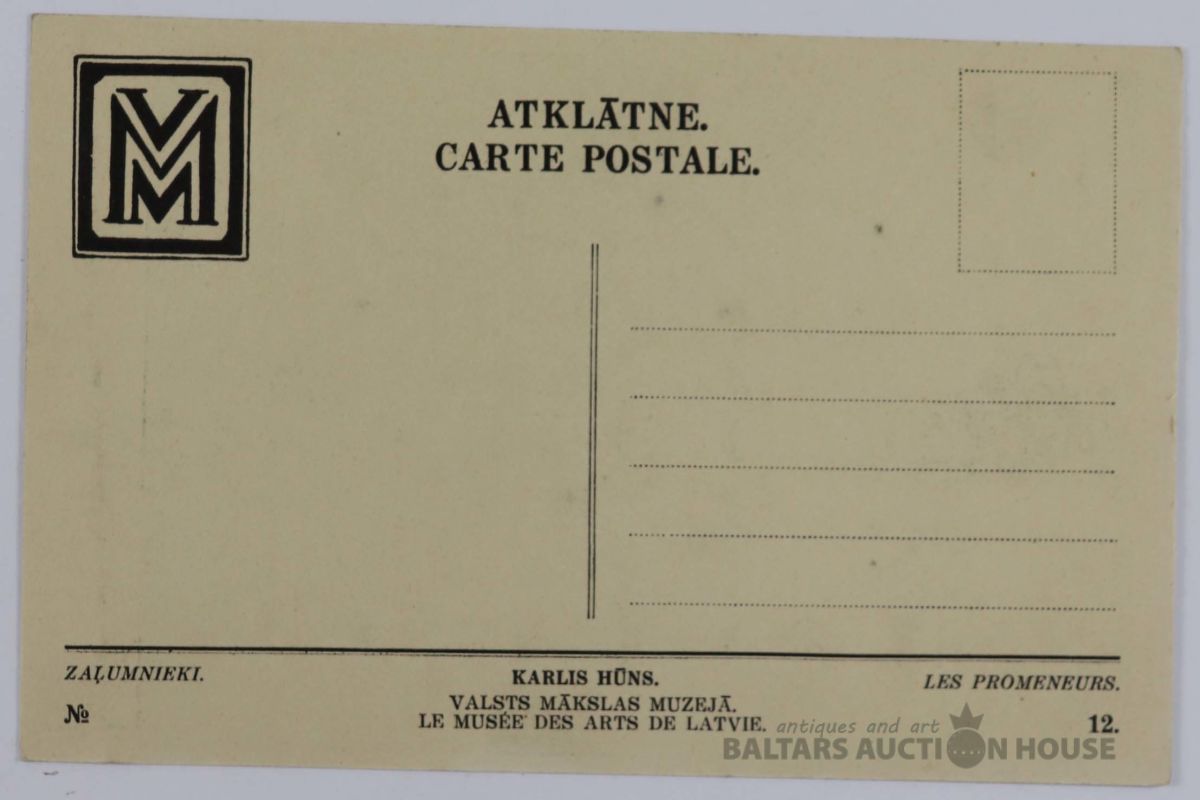 VMM
ATKLĀTNE.
CARTE POSTALE.
ZAĻUMNIEKI.
KARLIS HŪNS.
LES PROMENEURS.
VALSTS MĀKSLAS MUZEJĀ.
LE MUSÉE DES ARTS DE LATVIE.
№
12.
antiques and art
BALTARS AUCTION HOUSE